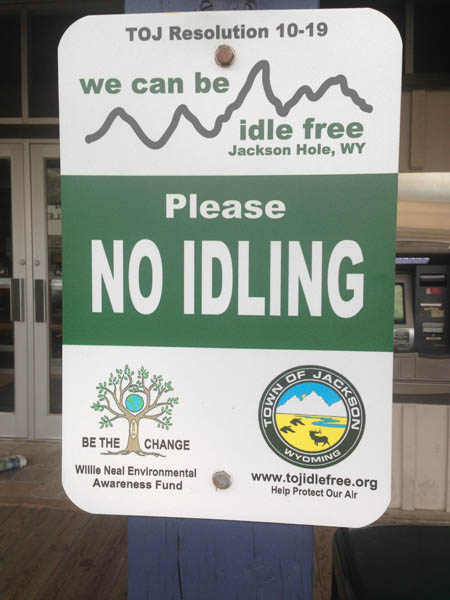 TOJ Resolution 10-19
we can be
idle free
Jackson Hole, WY
Please
NO IDLING
BE THE CHANGE
Willie Neal Environmental
Awareness Fund
TOWN OF JACKSON
WYOMING
www.tojidlefree.org
Help Protect Our Air